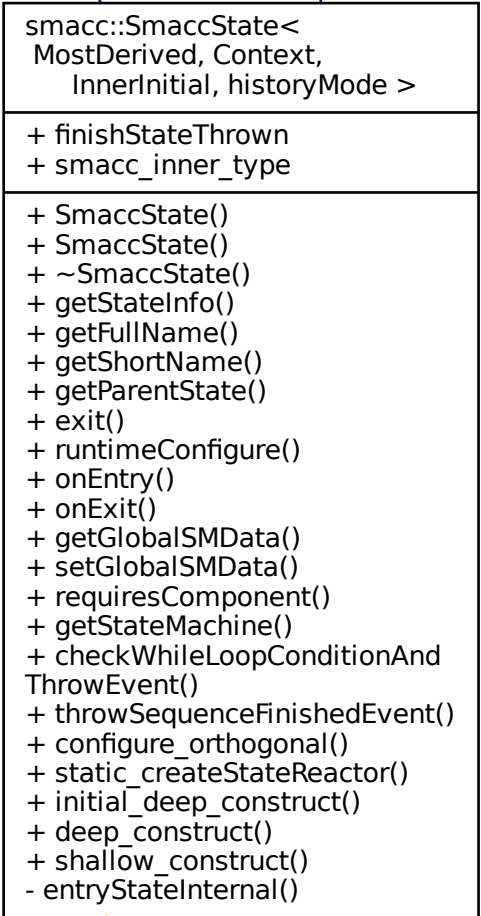 smacc::SmaccState<
MostDerived, Context,
InnerInitial, historyMode >
+ finishStateThrown
+ smacc_inner_type
+ SmaccState()
+ SmaccState()
+ ~SmaccState()
+ getStateInfo()
+ getFullName()
+ getShortName()
+ getParentState()
+ exit()
+ runtimeConfigure()
+ onEntry()
+ onExit()
+ getGlobalSMData()
+ setGlobalSMData()
+ requiresComponent()
+ getStateMachine()
+ checkWhileLoopConditionAnd
ThrowEvent()
+ throwSequenceFinishedEvent()
+ configure_orthogonal()
+ static_createStateReactor()
+ initial_deep_construct()
+ deep_construct()
+ shallow_construct()
- entryStateInternal()